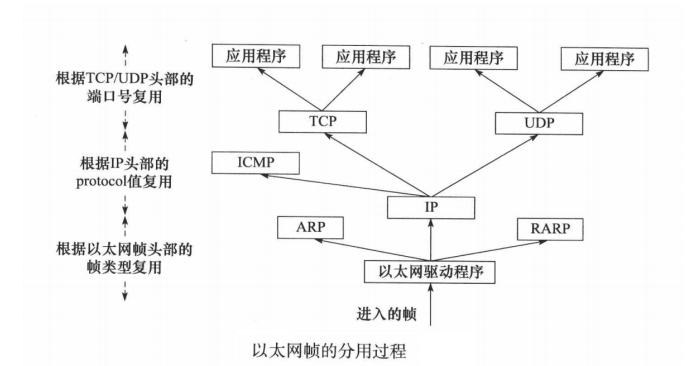 应用程序 应用程序 应用程序 应用程序
根据TCP/UDP头部的
端口号复用
TCP UDP
根据IP头部的
protocol值复用
ICMP
IP
ARP RARP
根据以太网帧头部的
帧类型复用
以太网驱动程序
进入的帧
以太网帧的分用过程